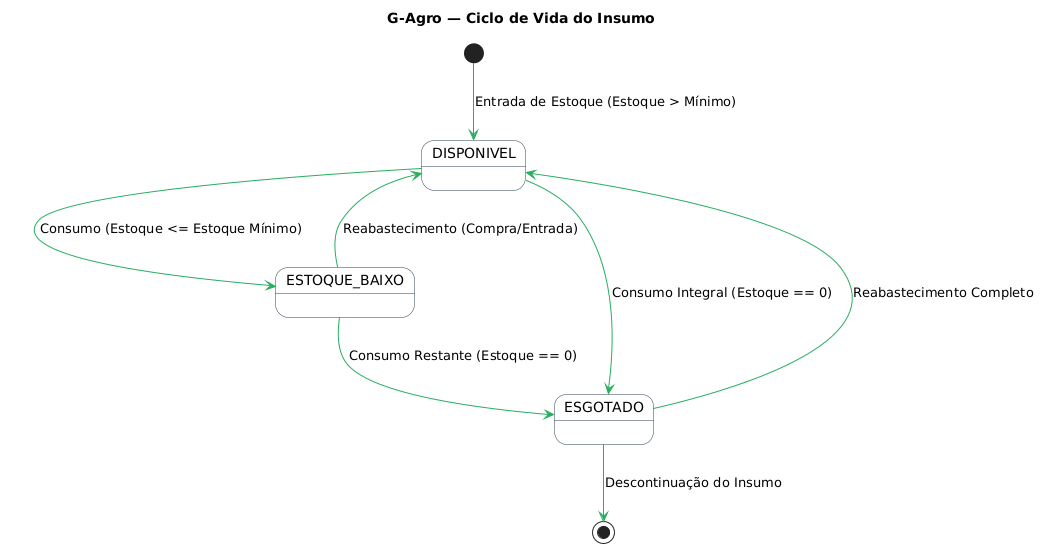 G-Agro — Ciclo de Vida do Insumo
Entrada de Estoque (Estoque > Mínimo)
DISPONIVEL
Consumo (Estoque <= Estoque Mínimo)
Reabastecimento (Compra/Entrada)
ESTOQUE_BAIXO
Consumo Integral (Estoque == 0)
Reabastecimento Completo
Consumo Restante (Estoque == 0)
ESGOTADO
Descontinuação do Insumo